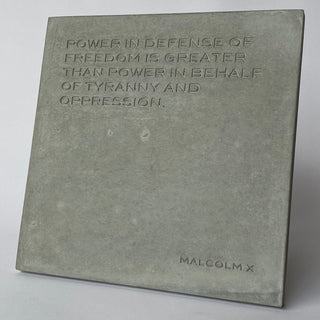 POWER IN DEFENSE OF
FREEDOM IS GREATER
THAN POWER IN BEHALF
OF TYRANNY AND
OPPRESSION.
MALCOLM X